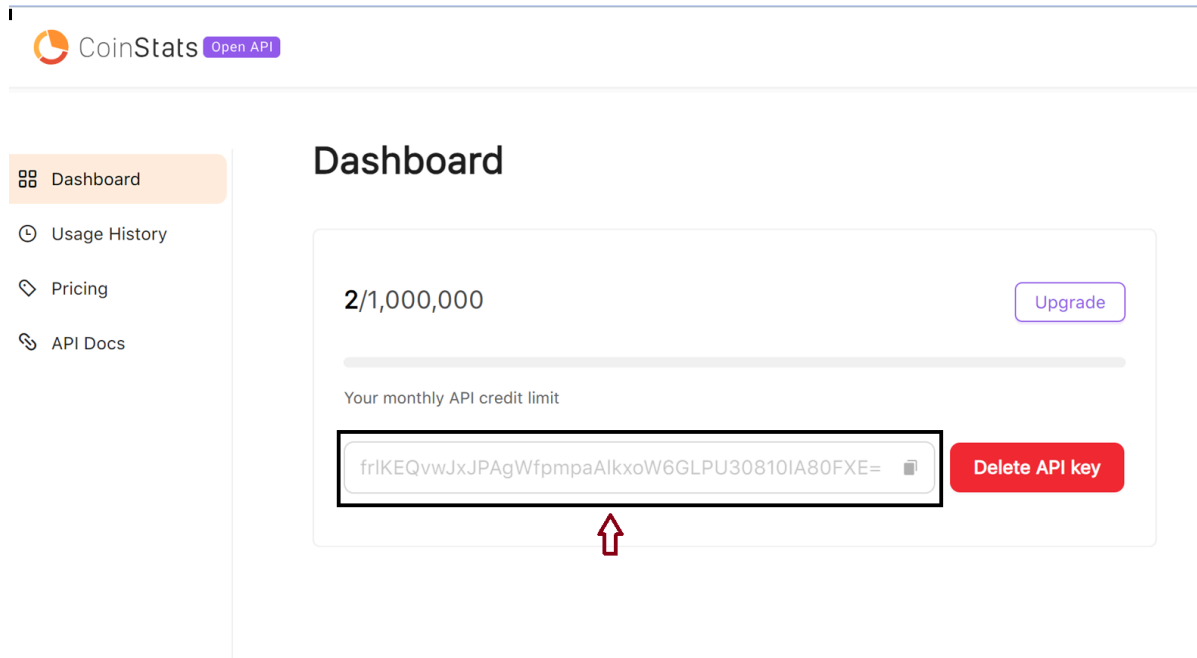 CoinStats Open API
Dashboard
Usage History
Pricing
API Docs
Dashboard
2/1,000,000
Upgrade
Your monthly API credit limit
Delete API key